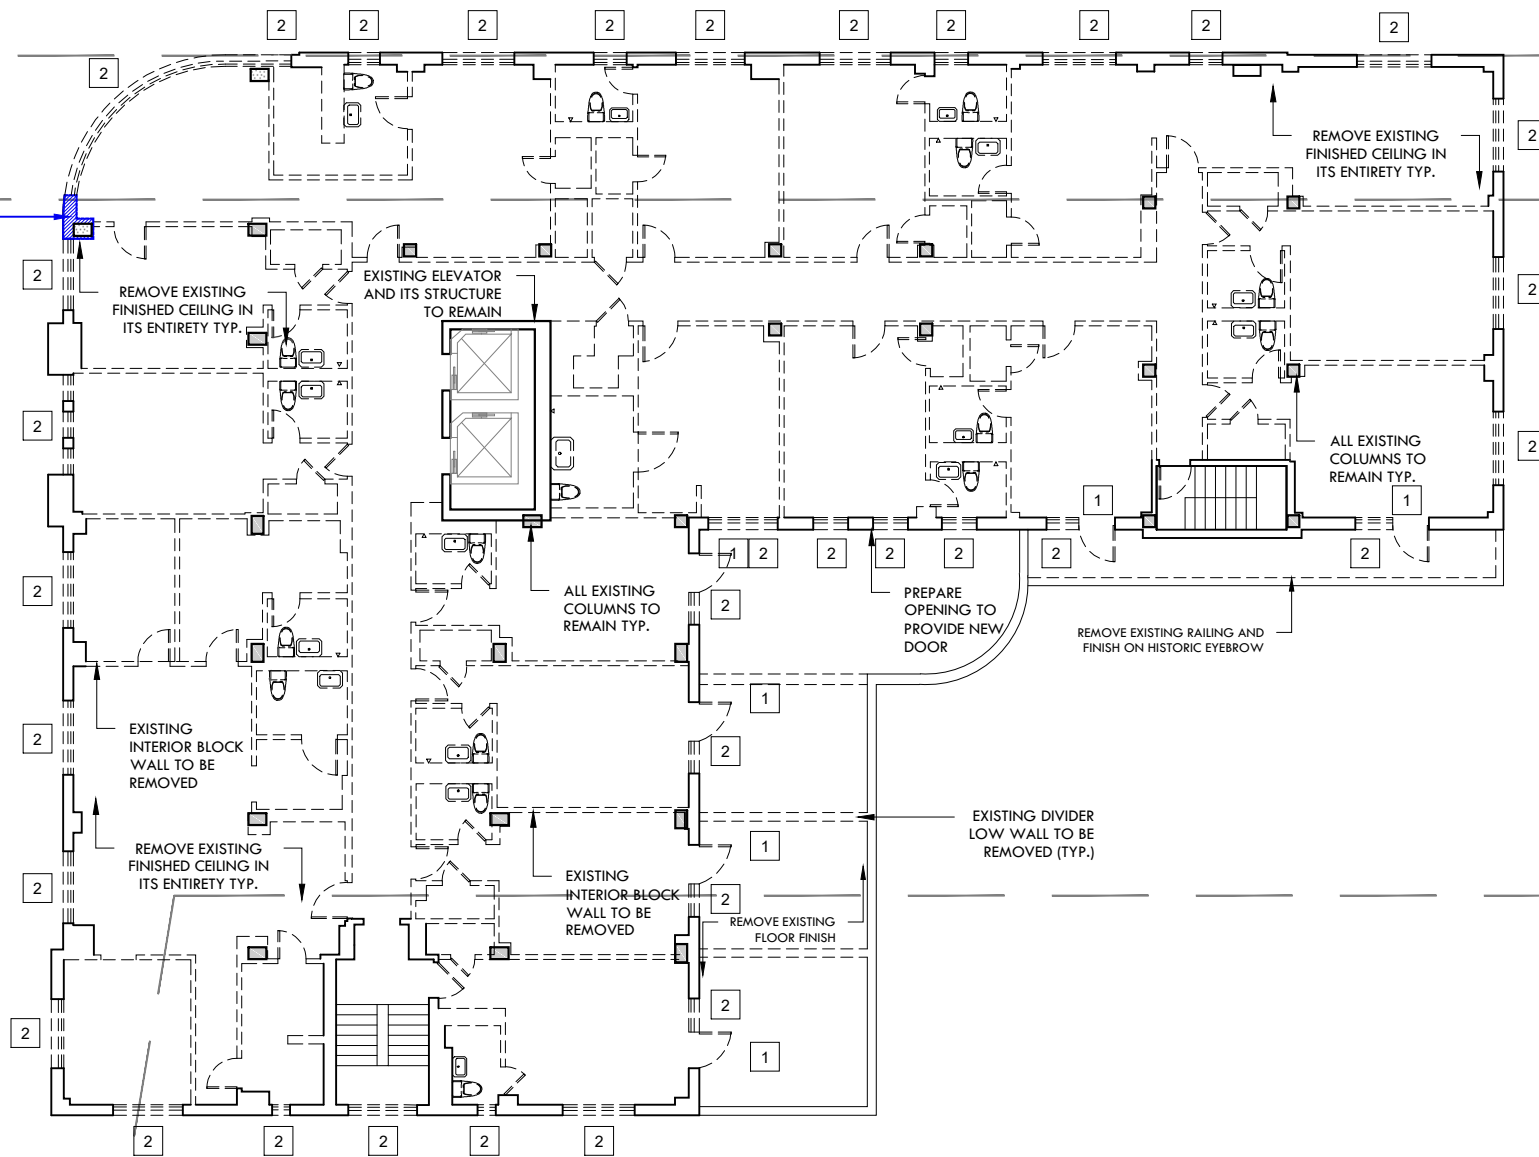 2 2 2 2 2 2 2 2 2 2
2
REMOVE EXISTING
FINISHED CEILING IN
ITS ENTIRETY TYP.
2
2
REMOVE EXISTING
FINISHED CEILING IN
ITS ENTIRETY TYP.
EXISTING ELEVATOR
AND ITS STRUCTURE
TO REMAIN
2
2
ALL EXISTING
COLUMNS TO
REMAIN TYP.
2
1 1
1 2 2 2 2 2 2
2
ALL EXISTING
COLUMNS TO
REMAIN TYP.
2
PREPARE
OPENING TO
PROVIDE NEW
DOOR
REMOVE EXISTING RAILING AND
FINISH ON HISTORIC EYEBROW
1
2
EXISTING
INTERIOR BLOCK
WALL TO BE
REMOVED
2
EXISTING DIVIDER
LOW WALL TO BE
REMOVED (TYP.)
1
REMOVE EXISTING
FINISHED CEILING IN
ITS ENTIRETY TYP.
2
EXISTING
INTERIOR BLOCK
WALL TO BE
REMOVED
2
REMOVE EXISTING
FLOOR FINISH
2
2
1
2 2 2 2 2